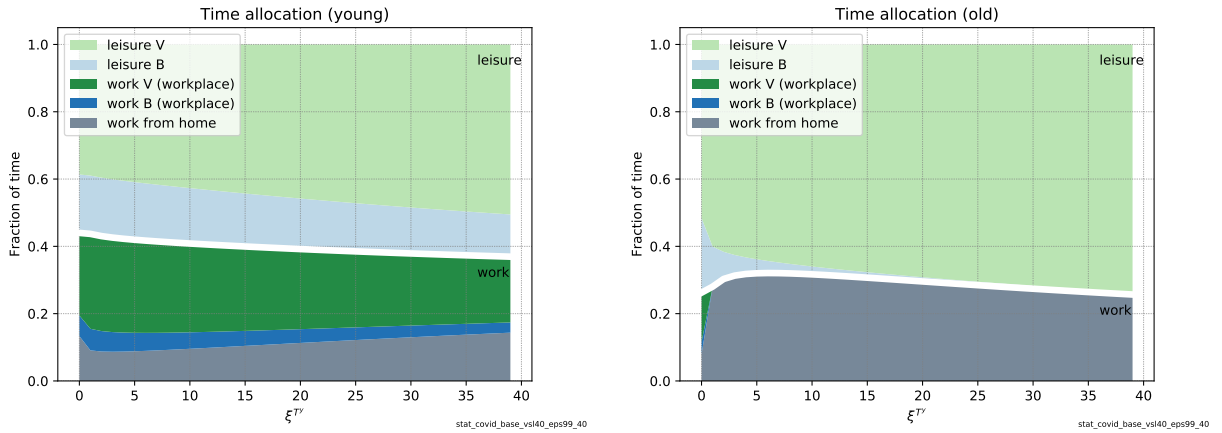 Time allocation (young)
1.0
0.8
0.6
0.4
0.2
0.0
Fraction of time
leisure V
leisure B
work V (workplace)
work B (workplace)
work from home
leisure
work
0 5 10 15 20 25 30 35 40
ξ^{T^y}
stat_covid_base_vsl40_eps99_40
Time allocation (old)
1.0
0.8
0.6
0.4
0.2
0.0
Fraction of time
leisure V
leisure B
work V (workplace)
work B (workplace)
work from home
leisure
work
0 5 10 15 20 25 30 35 40
ξ^{T^y}
stat_covid_base_vsl40_eps99_40